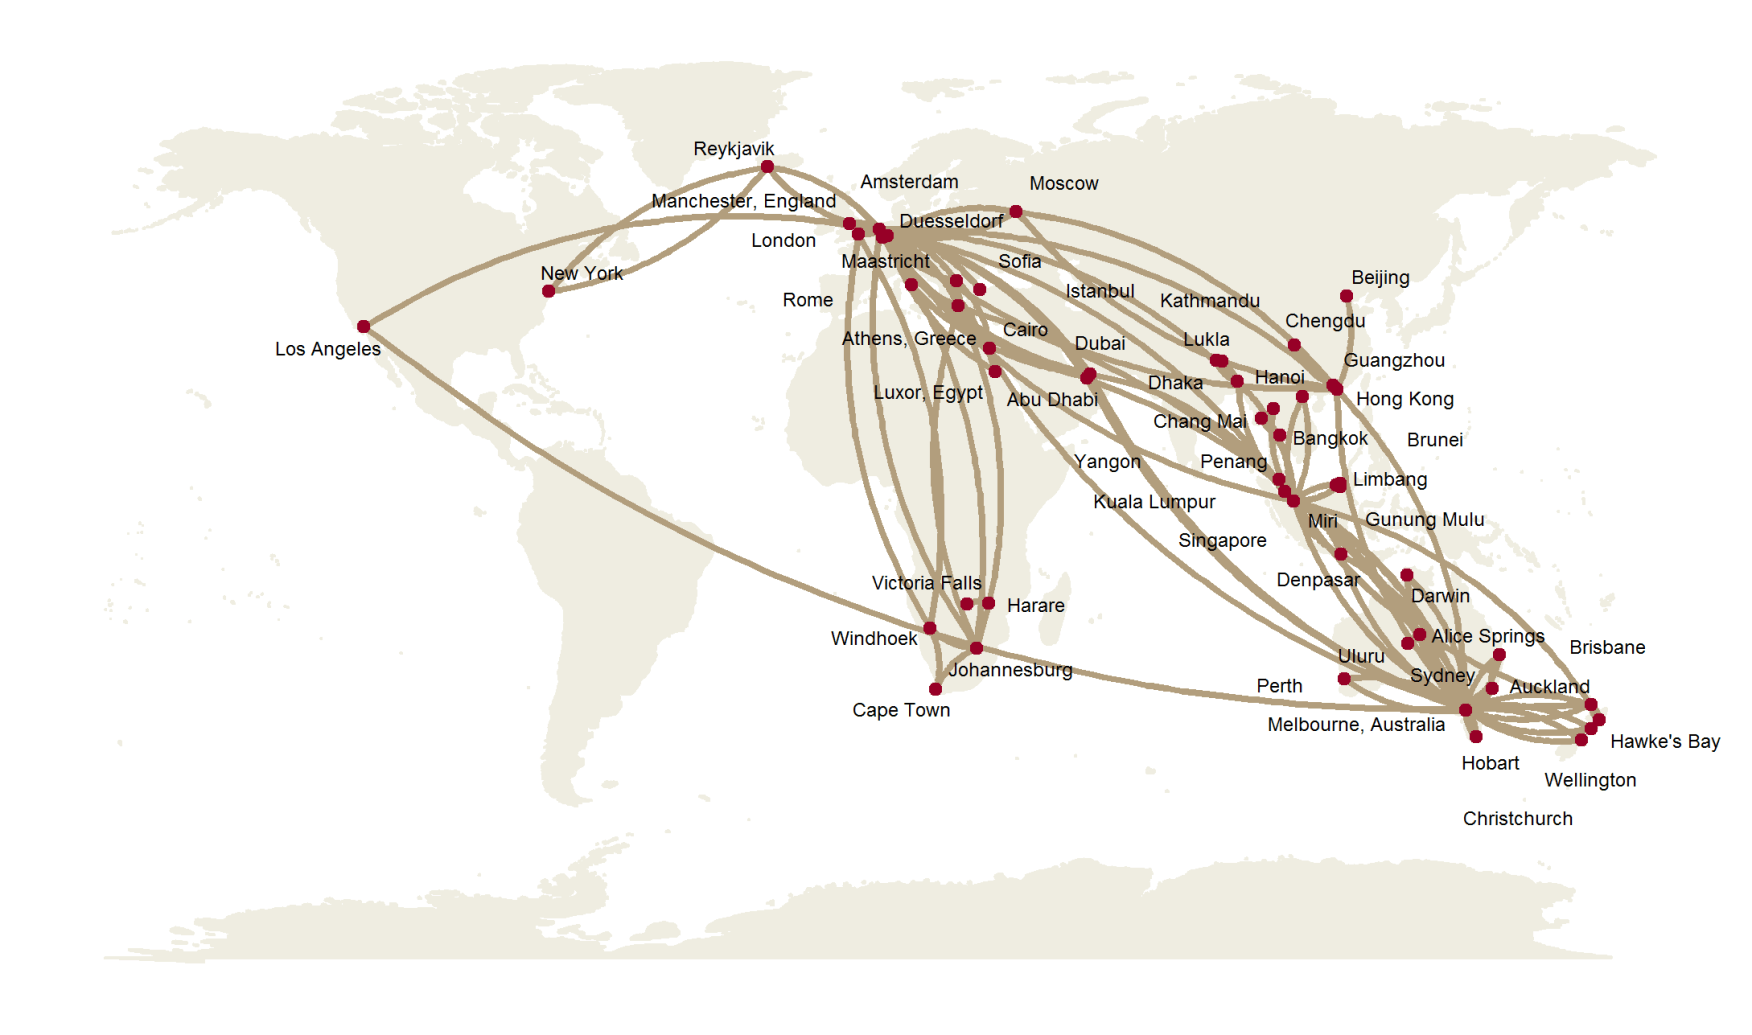 Reykjavik
Amsterdam
Moscow
Manchester, England
Duesseldorf
London
Maastricht
Sofia
New York
Beijing
Rome
Istanbul
Kathmandu
Chengdu
Los Angeles
Athens, Greece
Cairo
Dubai
Lukla
Guangzhou
Luxor, Egypt
Abu Dhabi
Dhaka
Hanoi
Hong Kong
Chang Mai
Bangkok
Brunei
Yangon
Penang
Limbang
Kuala Lumpur
Miri
Gunung Mulu
Singapore
Victoria Falls
Denpasar
Harare
Darwin
Windhoek
Alice Springs
Brisbane
Johannesburg
Uluru
Sydney
Perth
Auckland
Cape Town
Melbourne, Australia
Hawke's Bay
Hobart
Wellington
Christchurch